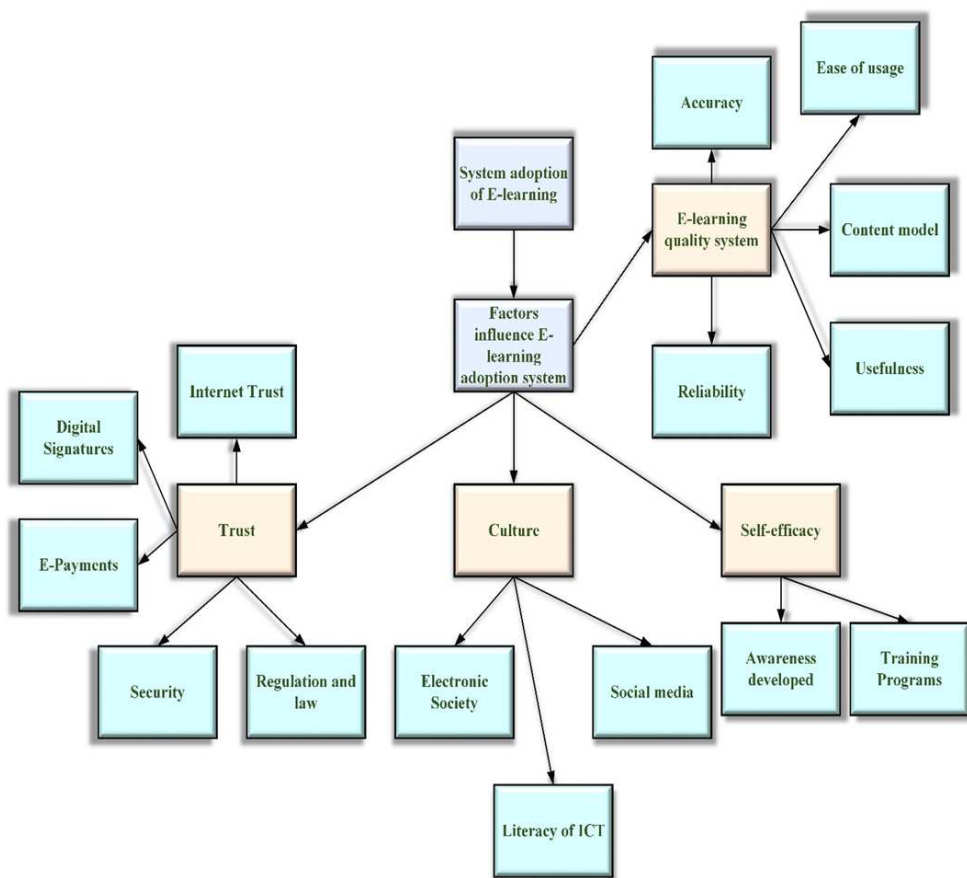 Ease of usage
Accuracy
System adoption
of E-learning
E-learning
quality system
Content model
Factors
influence E-
learning
adoption system
Usefulness
Reliability
Internet Trust
Digital
Signatures
Trust
Culture
Self-efficacy
E-Payments
Security
Regulation and
law
Electronic
Society
Social media
Awareness
developed
Training
Programs
Literacy of ICT